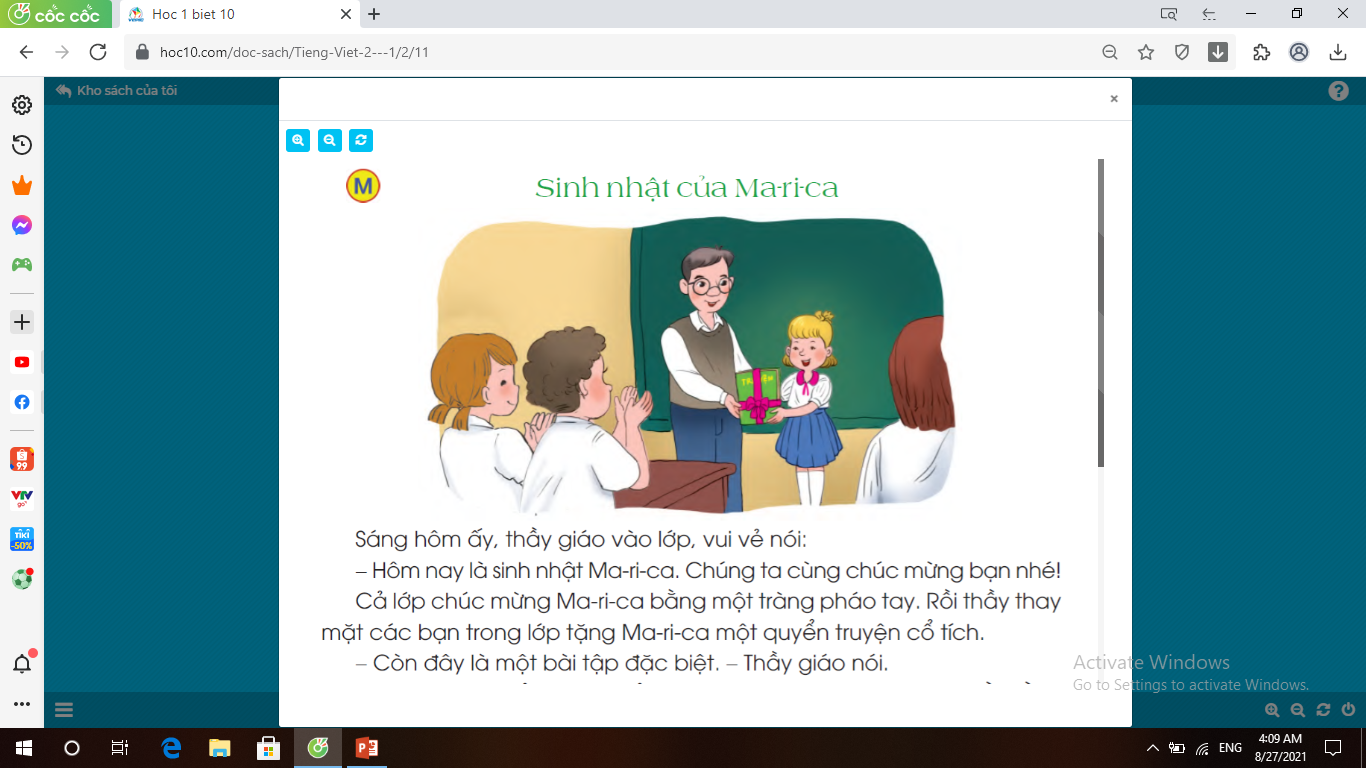 cốc cốc
Hoc 1 biet 10
hoc10.com/doc-sach/Tieng-Viet-2---1/2/11
Kho sách của tôi
M
Sinh nhật của Ma-ri-ca
Sáng hôm ấy, thầy giáo vào lớp, vui vẻ nói:
– Hôm nay là sinh nhật Ma-ri-ca. Chúng ta cùng chúc mừng bạn nhé!
Cả lớp chúc mừng Ma-ri-ca bằng một tràng pháo tay. Rồi thầy thay
mặt các bạn trong lớp tặng Ma-ri-ca một quyển truyện cổ tích.
– Còn đây là một bài tập đặc biệt. – Thầy giáo nói.
Activate Windows
Go to Settings to activate Windows.
99
VTV
go
TIKI
-50%
ENG
4:09 AM
8/27/2021